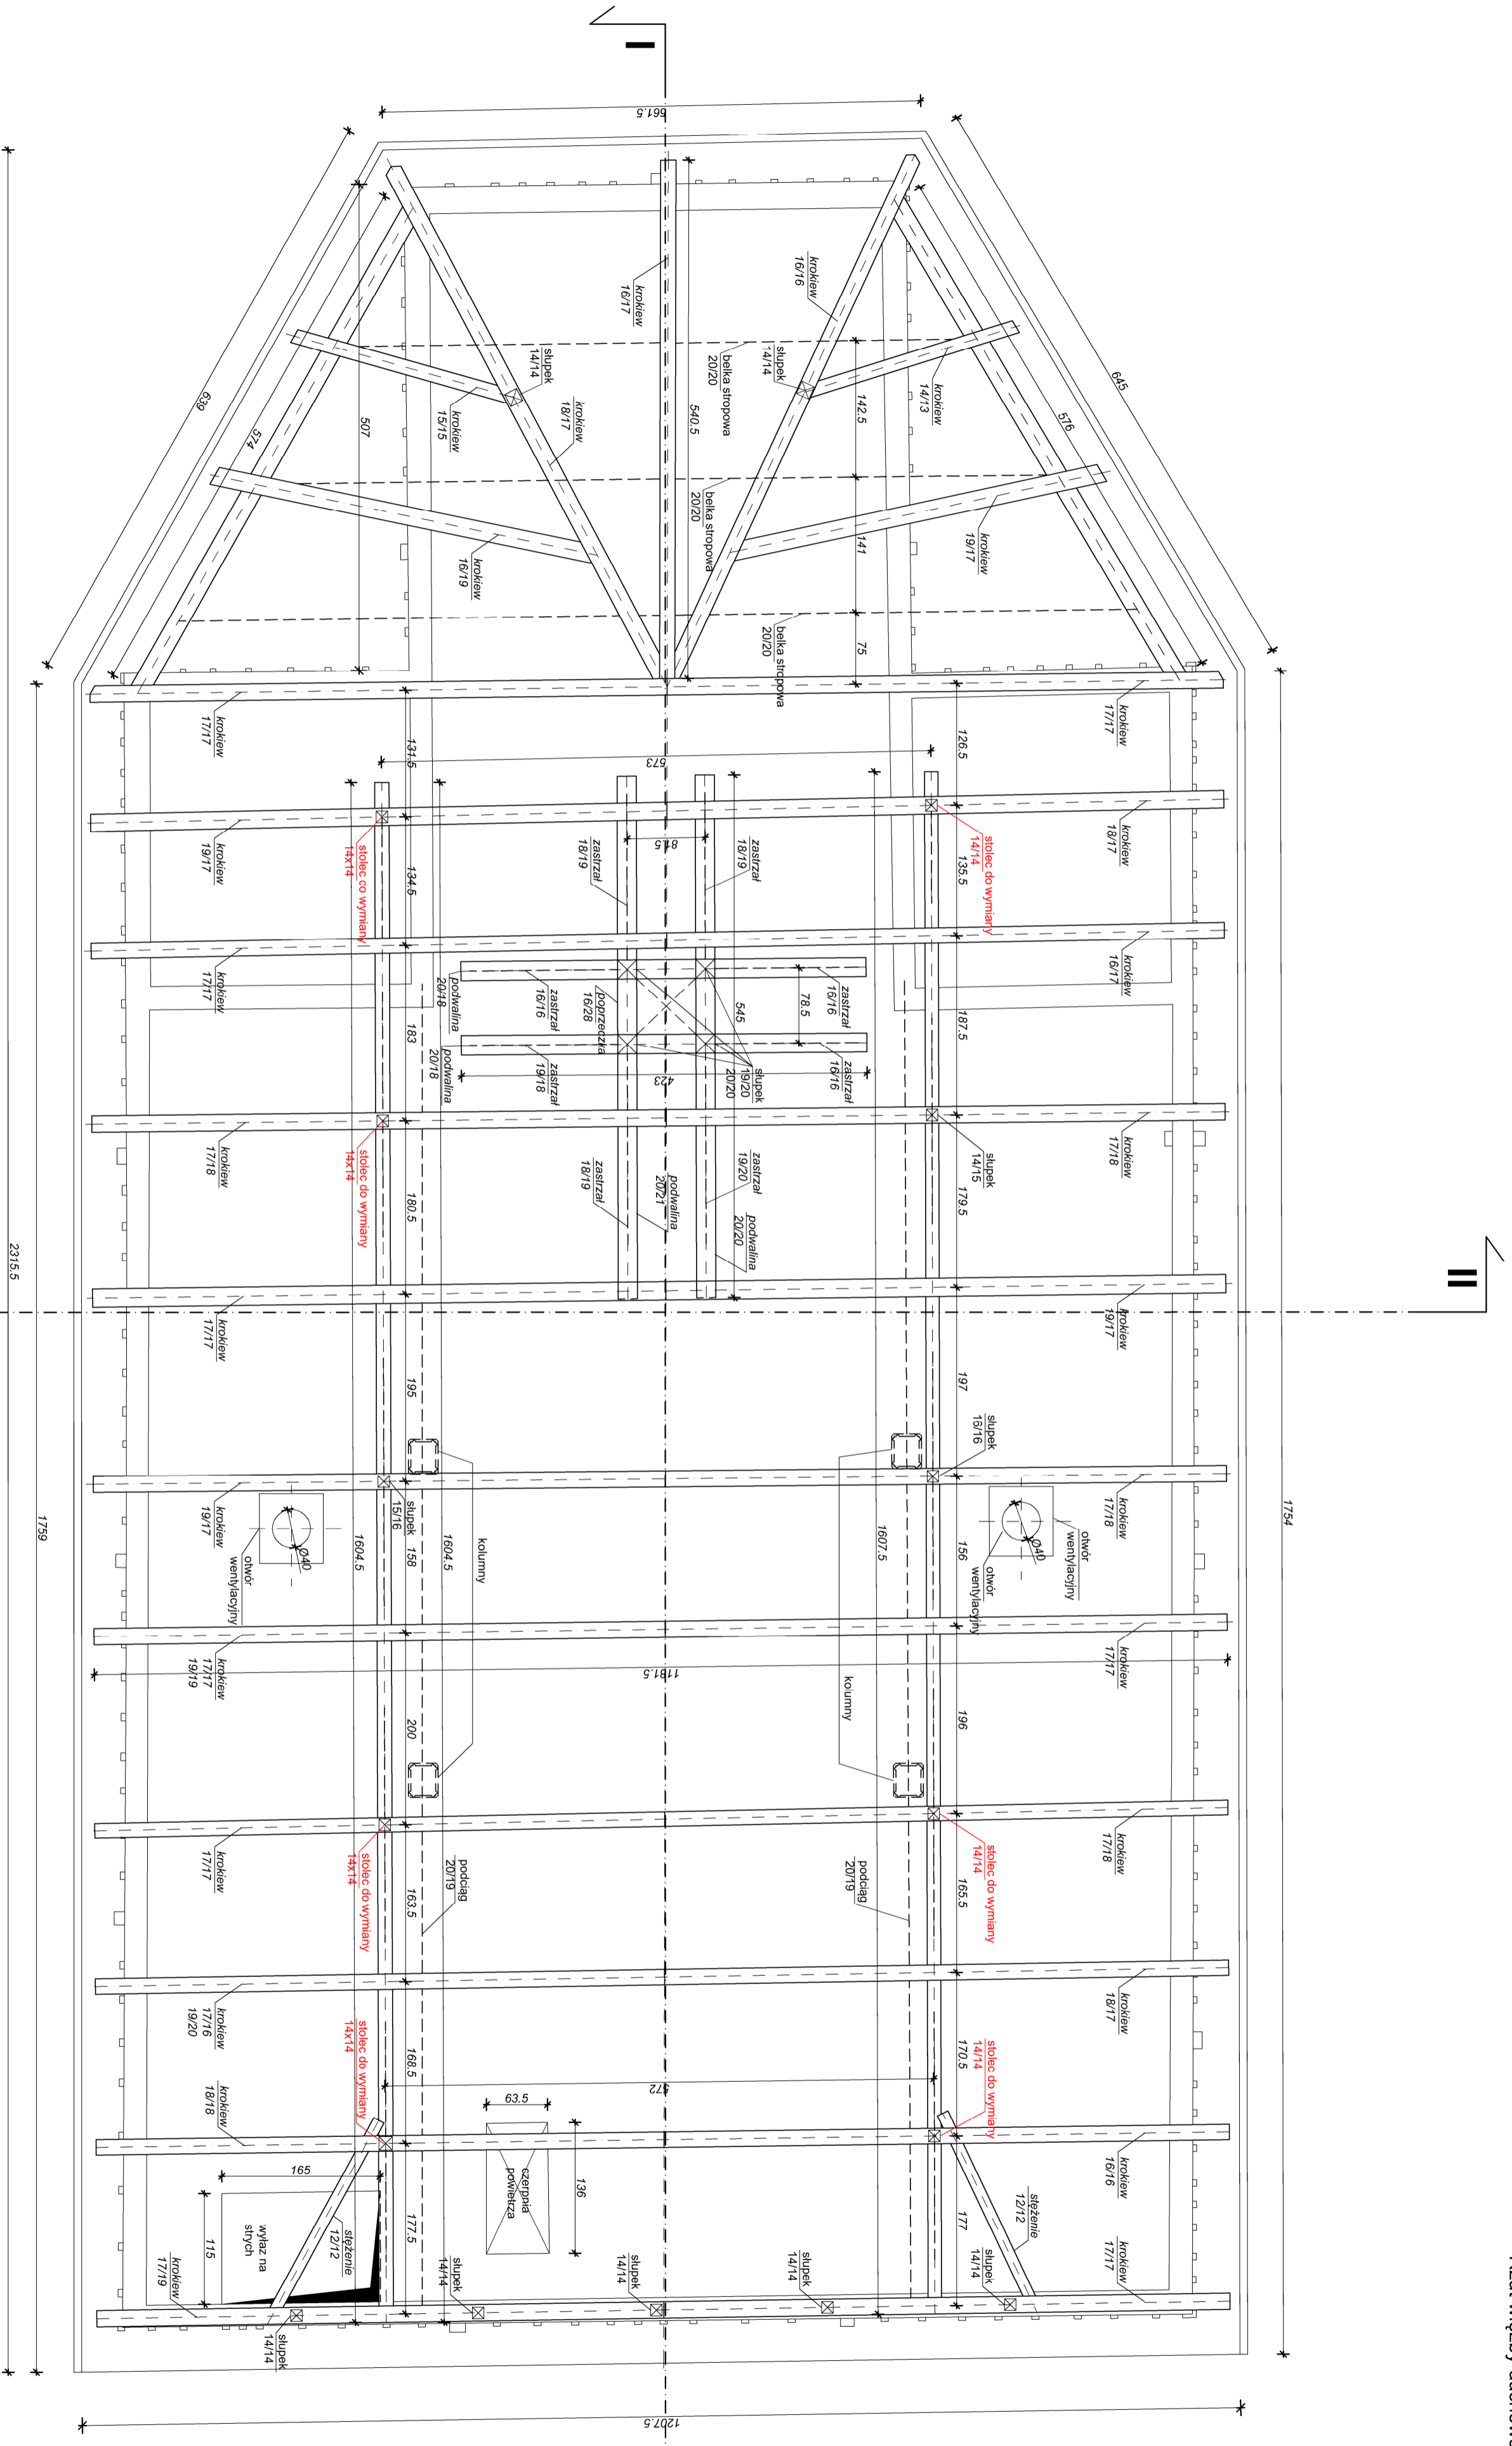 I
661.5
645
576
639
574
507
540.5
krokiew
16/17
krokiew
16/16
słupek
14/14
krokiew
18/17
krokiew
15/15
belka stropowa
20/20
słupek
14/14
142.5
krokiew
14/13
krokiew
16/19
belka stropowa
20/20
141
krokiew
19/17
belka stropowa
20/20
75
krokiew
17/17
131.5
573
126.5
krokiew
17/17
krokiew
19/17
stolec co wymiany
14x14
134.5
zastrzał
18/19
81.5
zastrzał
18/19
stolec do wymiany
14/14
135.5
krokiew
18/17
krokiew
17/17
183
podwalina
20/18
podwalina
20/18
zastrzał
16/16
poprzeczka
16/28
zastrzał
19/18
545
78.5
zastrzał
16/16
zastrzał
16/16
słupek
19/20
20/20
423
187.5
krokiew
16/17
krokiew
17/18
stolec do wymiany
14x14
180.5
zastrzał
18/19
podwalina
20/21
zastrzał
19/20
podwalina
20/20
słupek
14/15
179.5
krokiew
17/18
II
2315.5
krokiew
17/17
195
197
krokiew
19/17
słupek
15/16
1759
1754
krokiew
19/17
słupek
15/16
158
1604.5
1604.5
kolumny
1607.5
156
krokiew
17/18
Ø40
otwór
wentylacyjny
Ø40
otwór
wentylacyjny
otwór
wentylacyjny
krokiew
17/17
19/19
1181.5
krokiew
17/17
200
kolumny
196
krokiew
17/17
stolec do wymiany
14x14
163.5
podciąg
20/19
podciąg
20/19
stolec do wymiany
14/14
165.5
krokiew
17/18
krokiew
17/16
19/20
stolec do wymiany
14x14
168.5
572
stolec do wymiany
14/14
170.5
krokiew
18/17
krokiew
18/18
63.5
czerpnia
powietrza
136
krokiew
16/16
165
115
wyłaz na
strych
stężenie
12/12
177.5
stężenie
12/12
177
krokiew
17/19
słupek
14/14
słupek
14/14
słupek
14/14
słupek
14/14
słupek
14/14
krokiew
17/17
1207.5